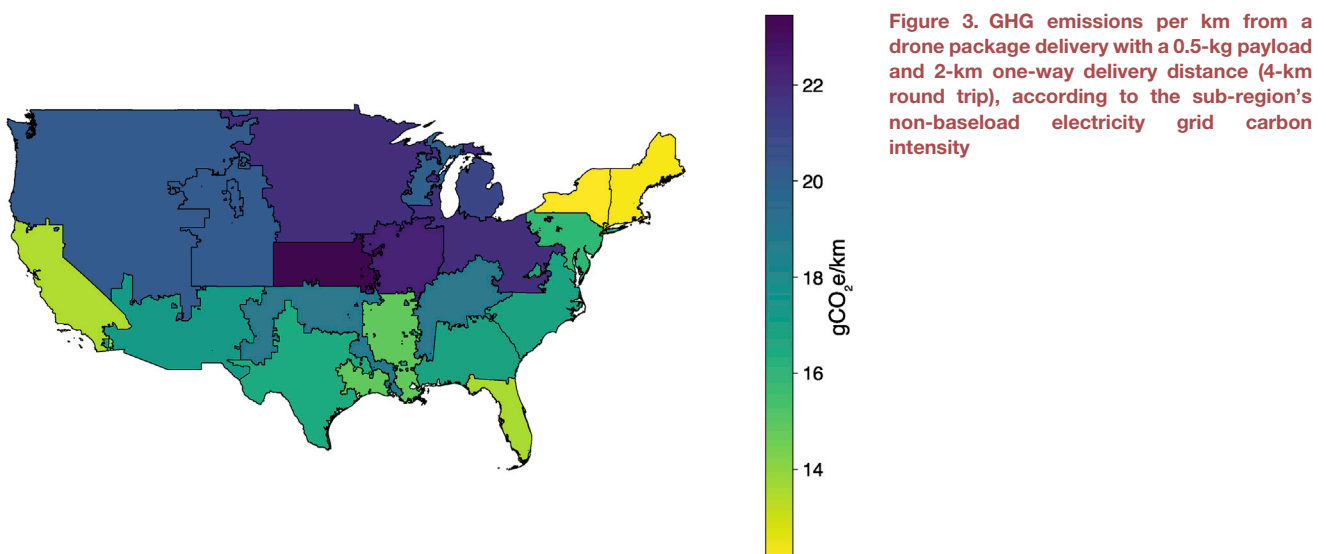 Figure 3. GHG emissions per km from a
drone package delivery with a 0.5-kg payload
and 2-km one-way delivery distance (4-km
round trip), according to the sub-region's
non-baseload electricity grid carbon
intensity
22
20
18
16
14
gCO₂e/km